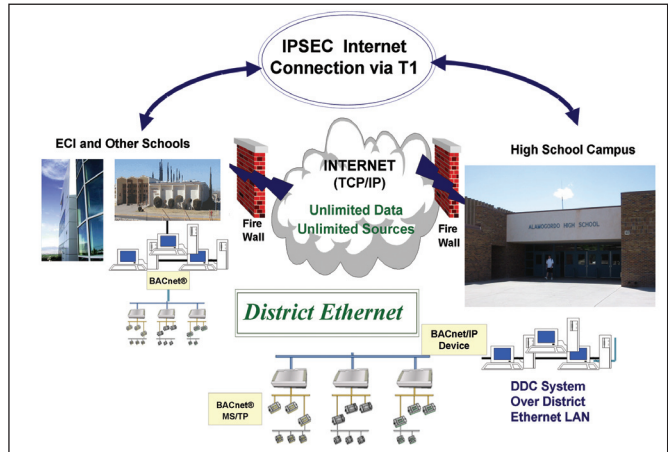 IPSEC Internet
Connection via T1
ECI and Other Schools
High School Campus
INTERNET
(TCP/IP)
Unlimited Data
Unlimited Sources
Fire
Wall
Fire
Wall
ALAMOGORDO HIGH SCHOOL
BACnet®
District Ethernet
BACnet/IP
Device
BACnet®
MS/TP
DDC System
Over District
Ethernet LAN